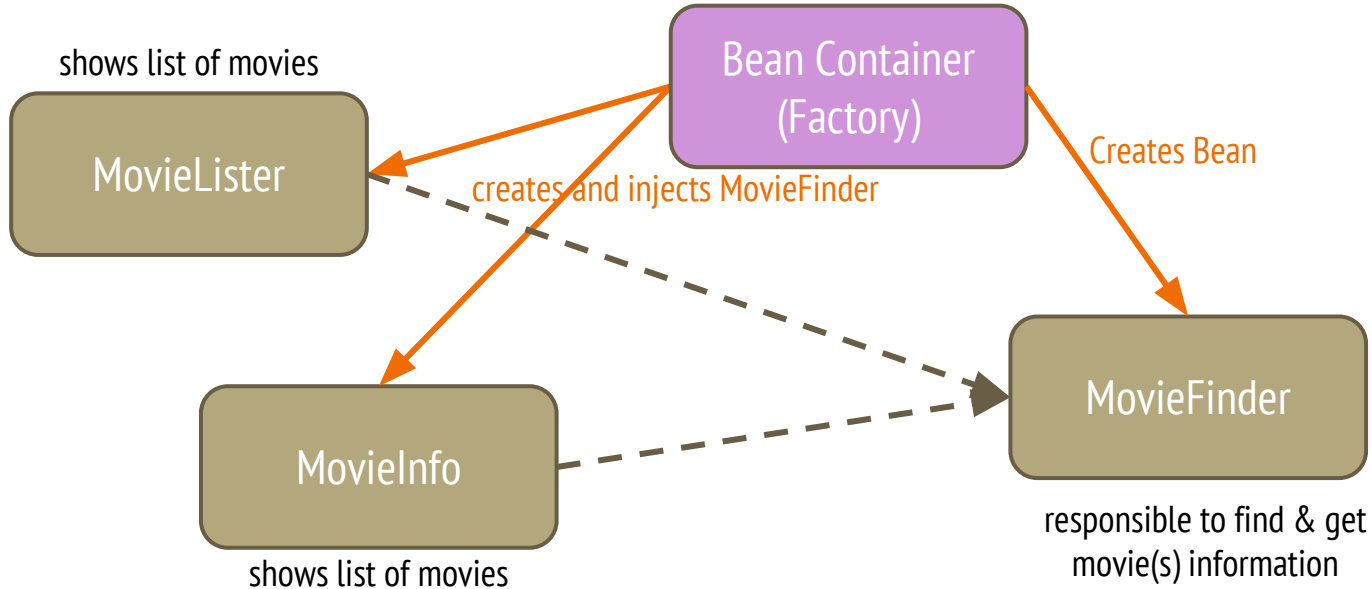 shows list of movies
Bean Container
(Factory)
MovieLister
Creates Bean
creates and injects MovieFinder
MovieFinder
MovieInfo
responsible to find & get
movie(s) information
shows list of movies